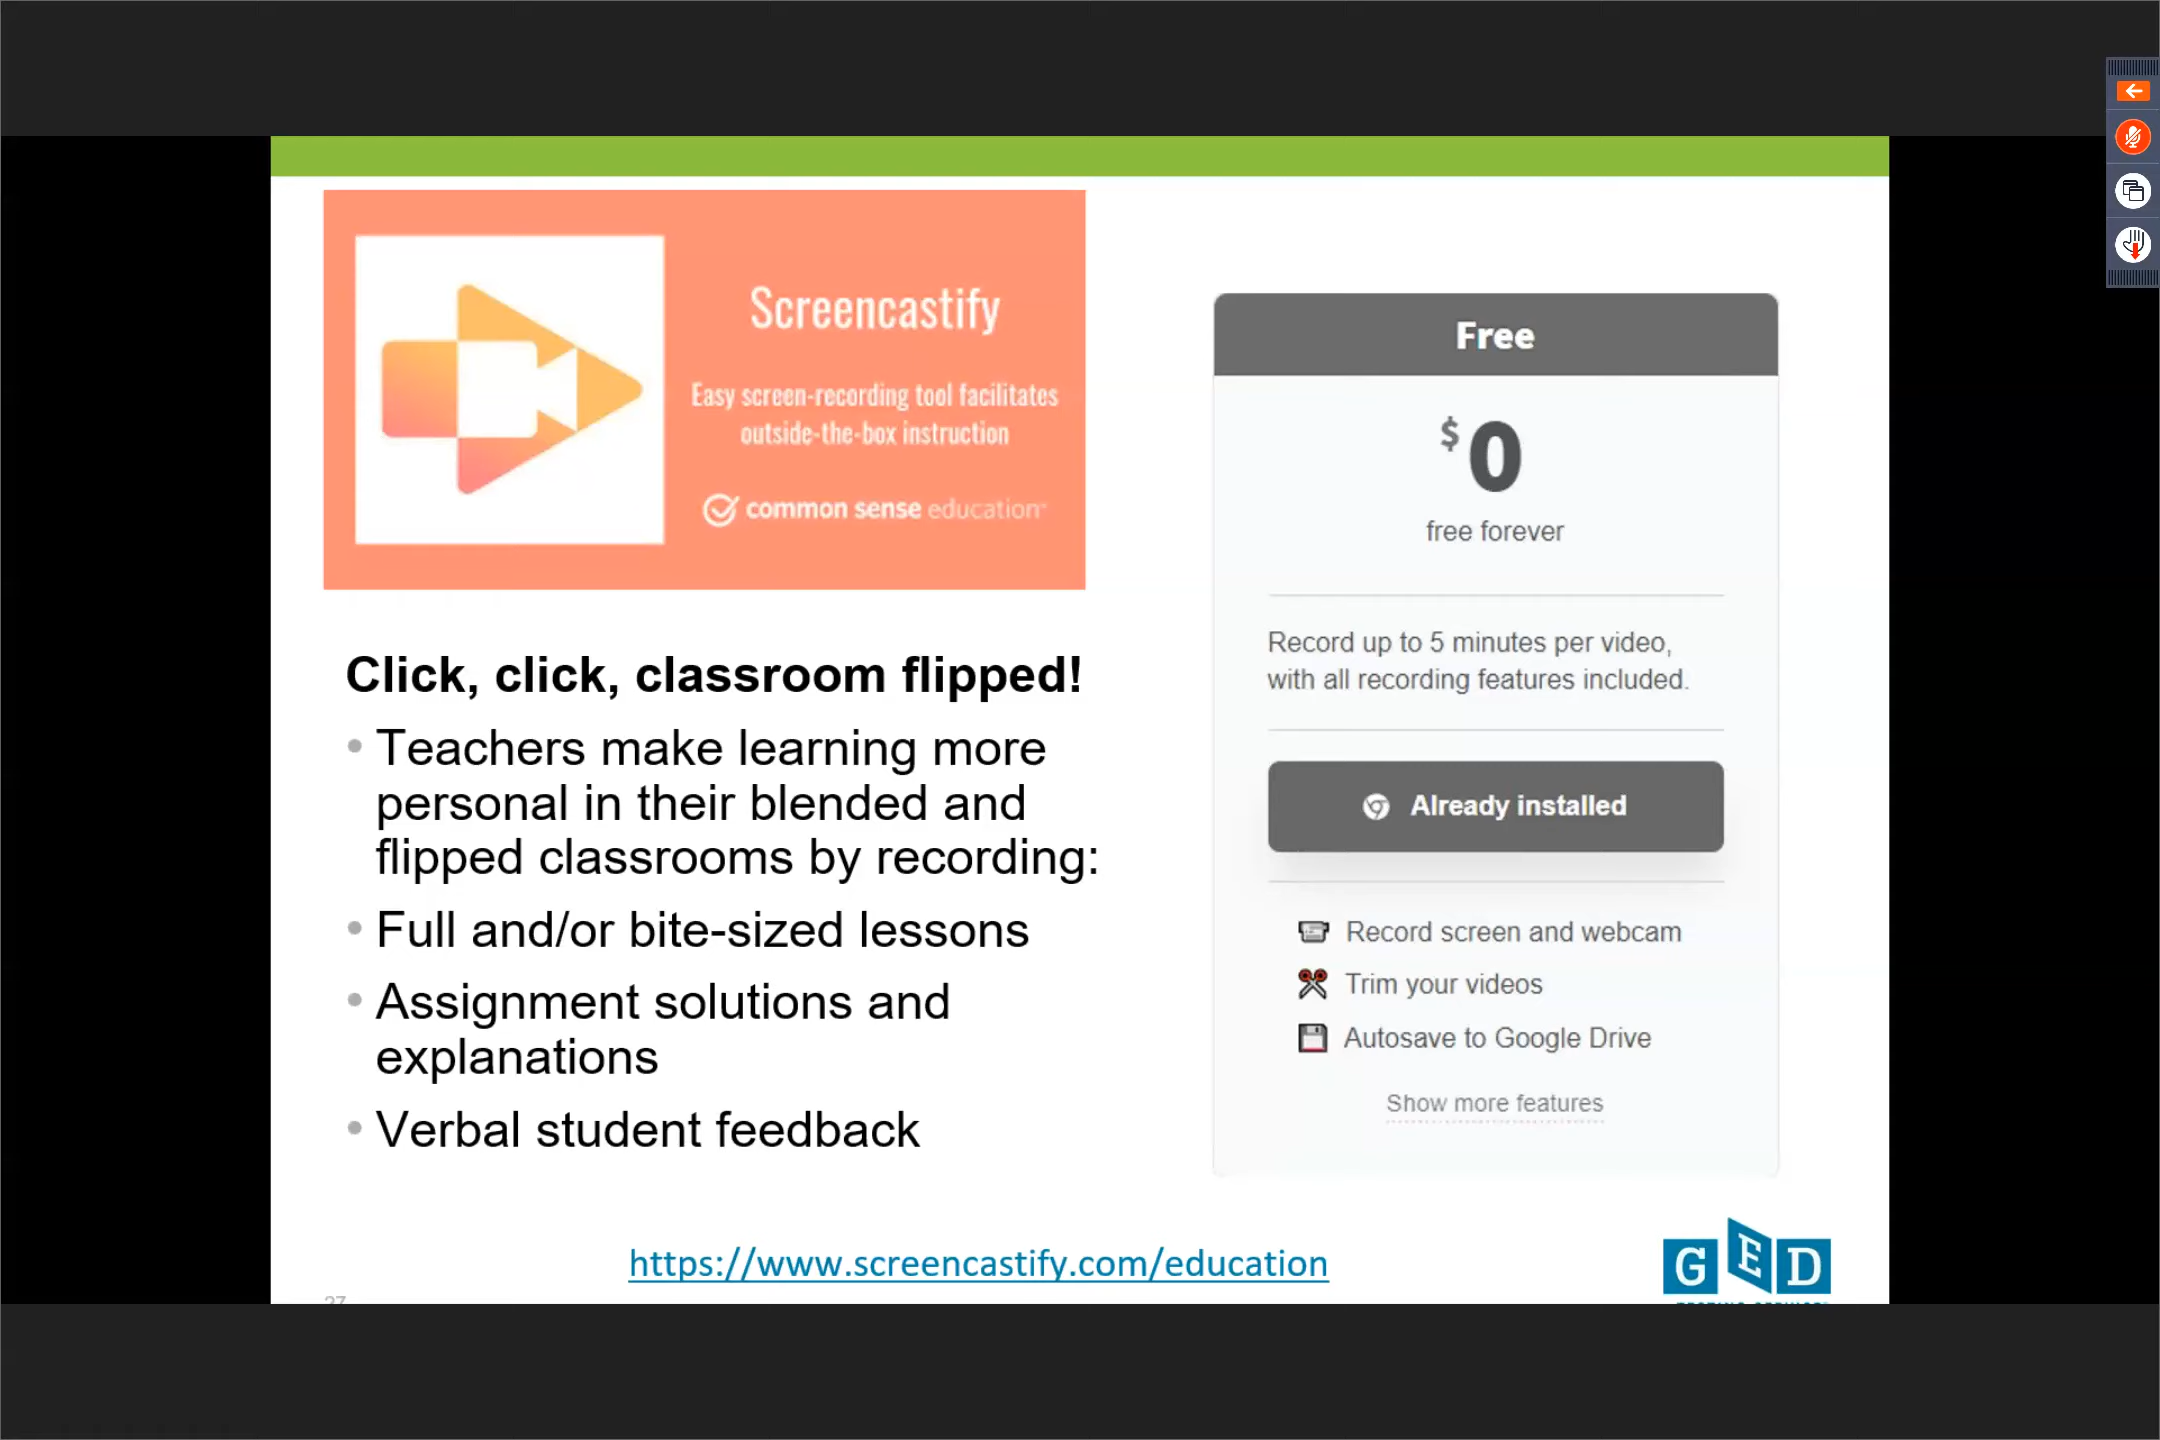 Screencastify
Easy screen-recording tool facilitates
outside-the-box instruction
common sense education
Click, click, classroom flipped!
• Teachers make learning more
personal in their blended and
flipped classrooms by recording:
• Full and/or bite-sized lessons
• Assignment solutions and
explanations
• Verbal student feedback
Free
$0
free forever
Record up to 5 minutes per video,
with all recording features included.
Already installed
Record screen and webcam
Trim your videos
Autosave to Google Drive
Show more features
https://www.screencastify.com/education
GED